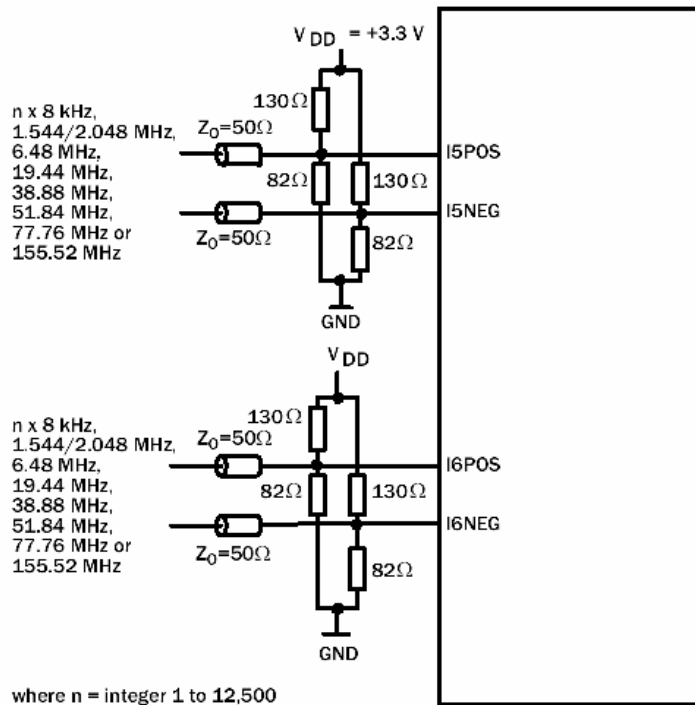 V DD = +3.3 V
130Ω
n x 8 kHz,
1.544/2.048 MHz,
6.48 MHz,
19.44 MHz,
38.88 MHz,
51.84 MHz,
77.76 MHz or
155.52 MHz
Z0=50Ω
I5POS
82Ω
130Ω
I5NEG
Z0=50Ω
82Ω
GND
V DD
130Ω
n x 8 kHz,
1.544/2.048 MHz,
6.48 MHz,
19.44 MHz,
38.88 MHz,
51.84 MHz,
77.76 MHz or
155.52 MHz
Z0=50Ω
I6POS
82Ω
130Ω
I6NEG
Z0=50Ω
82Ω
GND
where n = integer 1 to 12,500